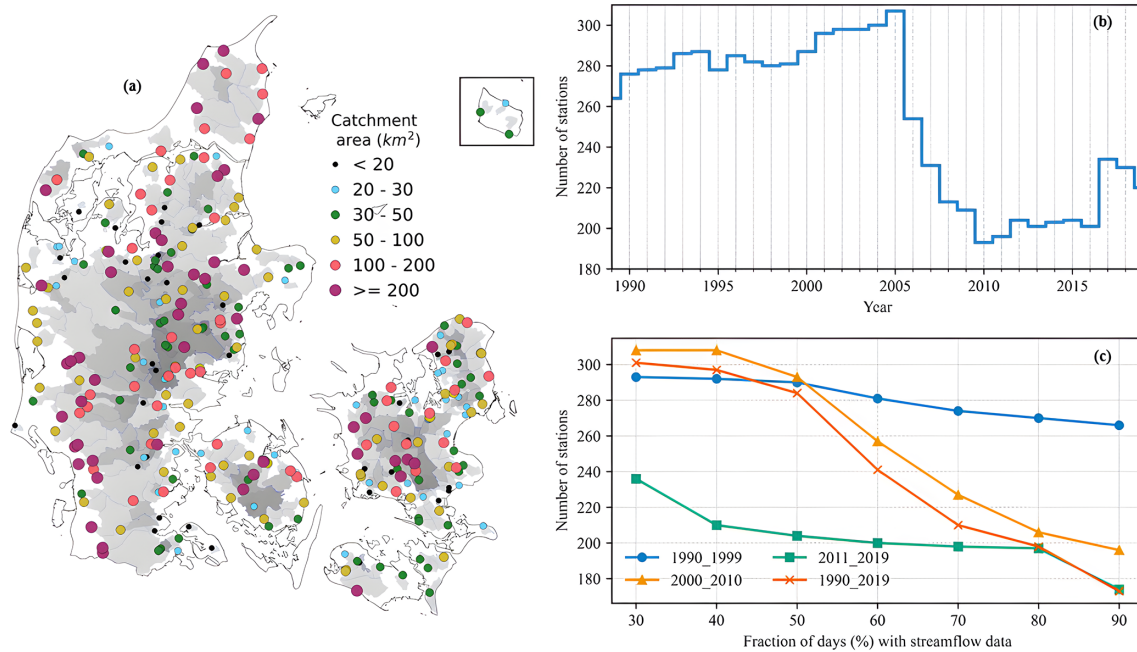 (a)
Catchment
area (km²)
< 20
20 - 30
30 - 50
50 - 100
100 - 200
>= 200
(b)
Number of stations
300
280
260
240
220
200
180
1990
1995
2000
2005
2010
2015
Year
(c)
Number of stations
300
280
260
240
220
200
180
1990_1999
2011_2019
2000_2010
1990_2019
30
40
50
60
70
80
90
Fraction of days (%) with streamflow data